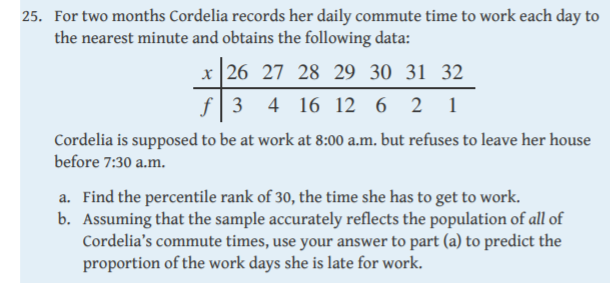 25. For two months Cordelia records her daily commute time to work each day to
the nearest minute and obtains the following data:
x 26 27 28 29 30 31 32
f 3 4 16 12 6 2 1
Cordelia is supposed to be at work at 8:00 a.m. but refuses to leave her house
before 7:30 a.m.
a. Find the percentile rank of 30, the time she has to get to work.
b. Assuming that the sample accurately reflects the population of all of
Cordelia's commute times, use your answer to part (a) to predict the
proportion of the work days she is late for work.